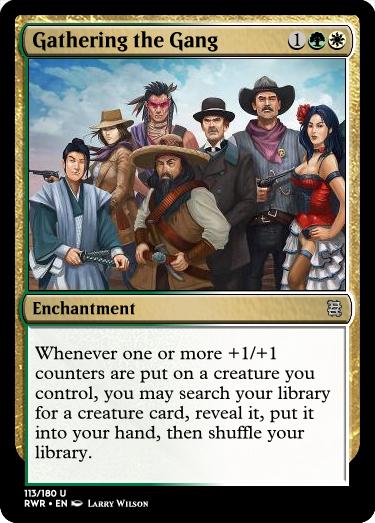 Gathering the Gang 1
Enchantment
Whenever one or more +1/+1
counters are put on a creature you
control, you may search your library
for a creature card, reveal it, put it
into your hand, then shuffle your
library.
113/180 U
RWR • EN Larry Wilson